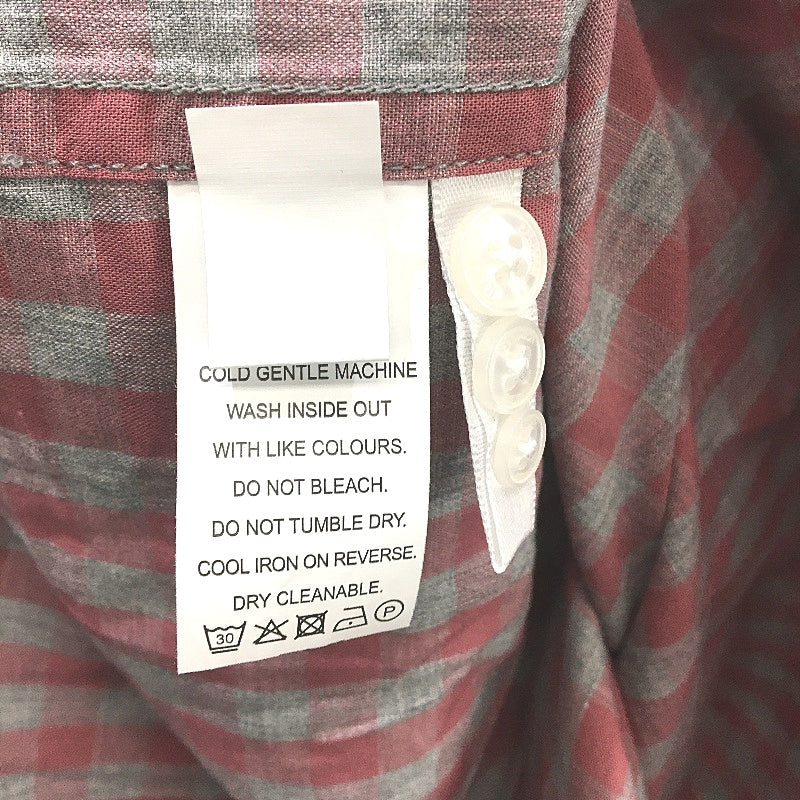 COLD GENTLE MACHINE
WASH INSIDE OUT
WITH LIKE COLOURS.
DO NOT BLEACH.
DO NOT TUMBLE DRY.
COOL IRON ON REVERSE.
DRY CLEANABLE.
30 P